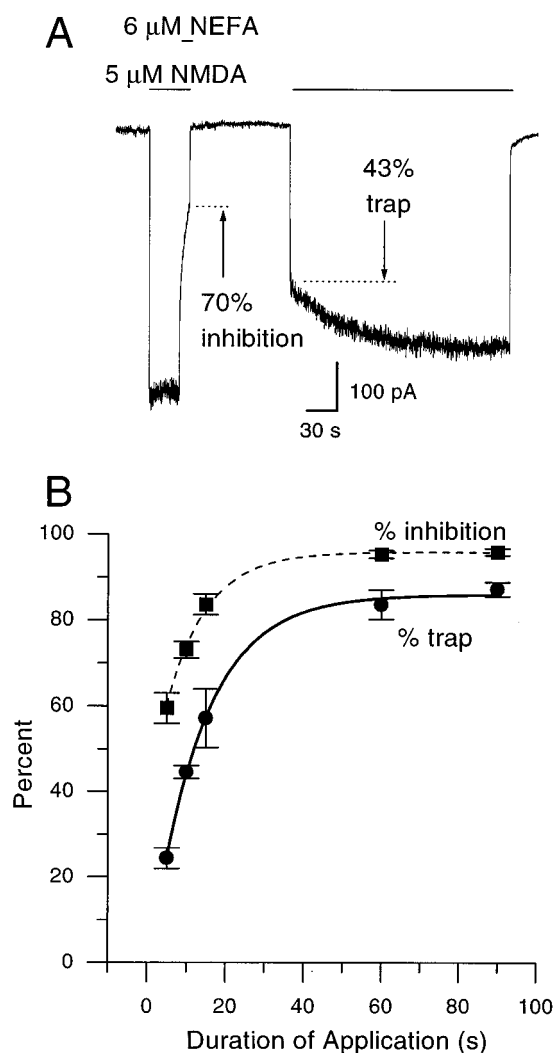 A
6 μM NEFA
5 μM NMDA
43%
trap
70%
inhibition
100 pA
30 s
B
100
80
60
40
20
0
Percent
% inhibition
% trap
0 20 40 60 80 100
Duration of Application (s)